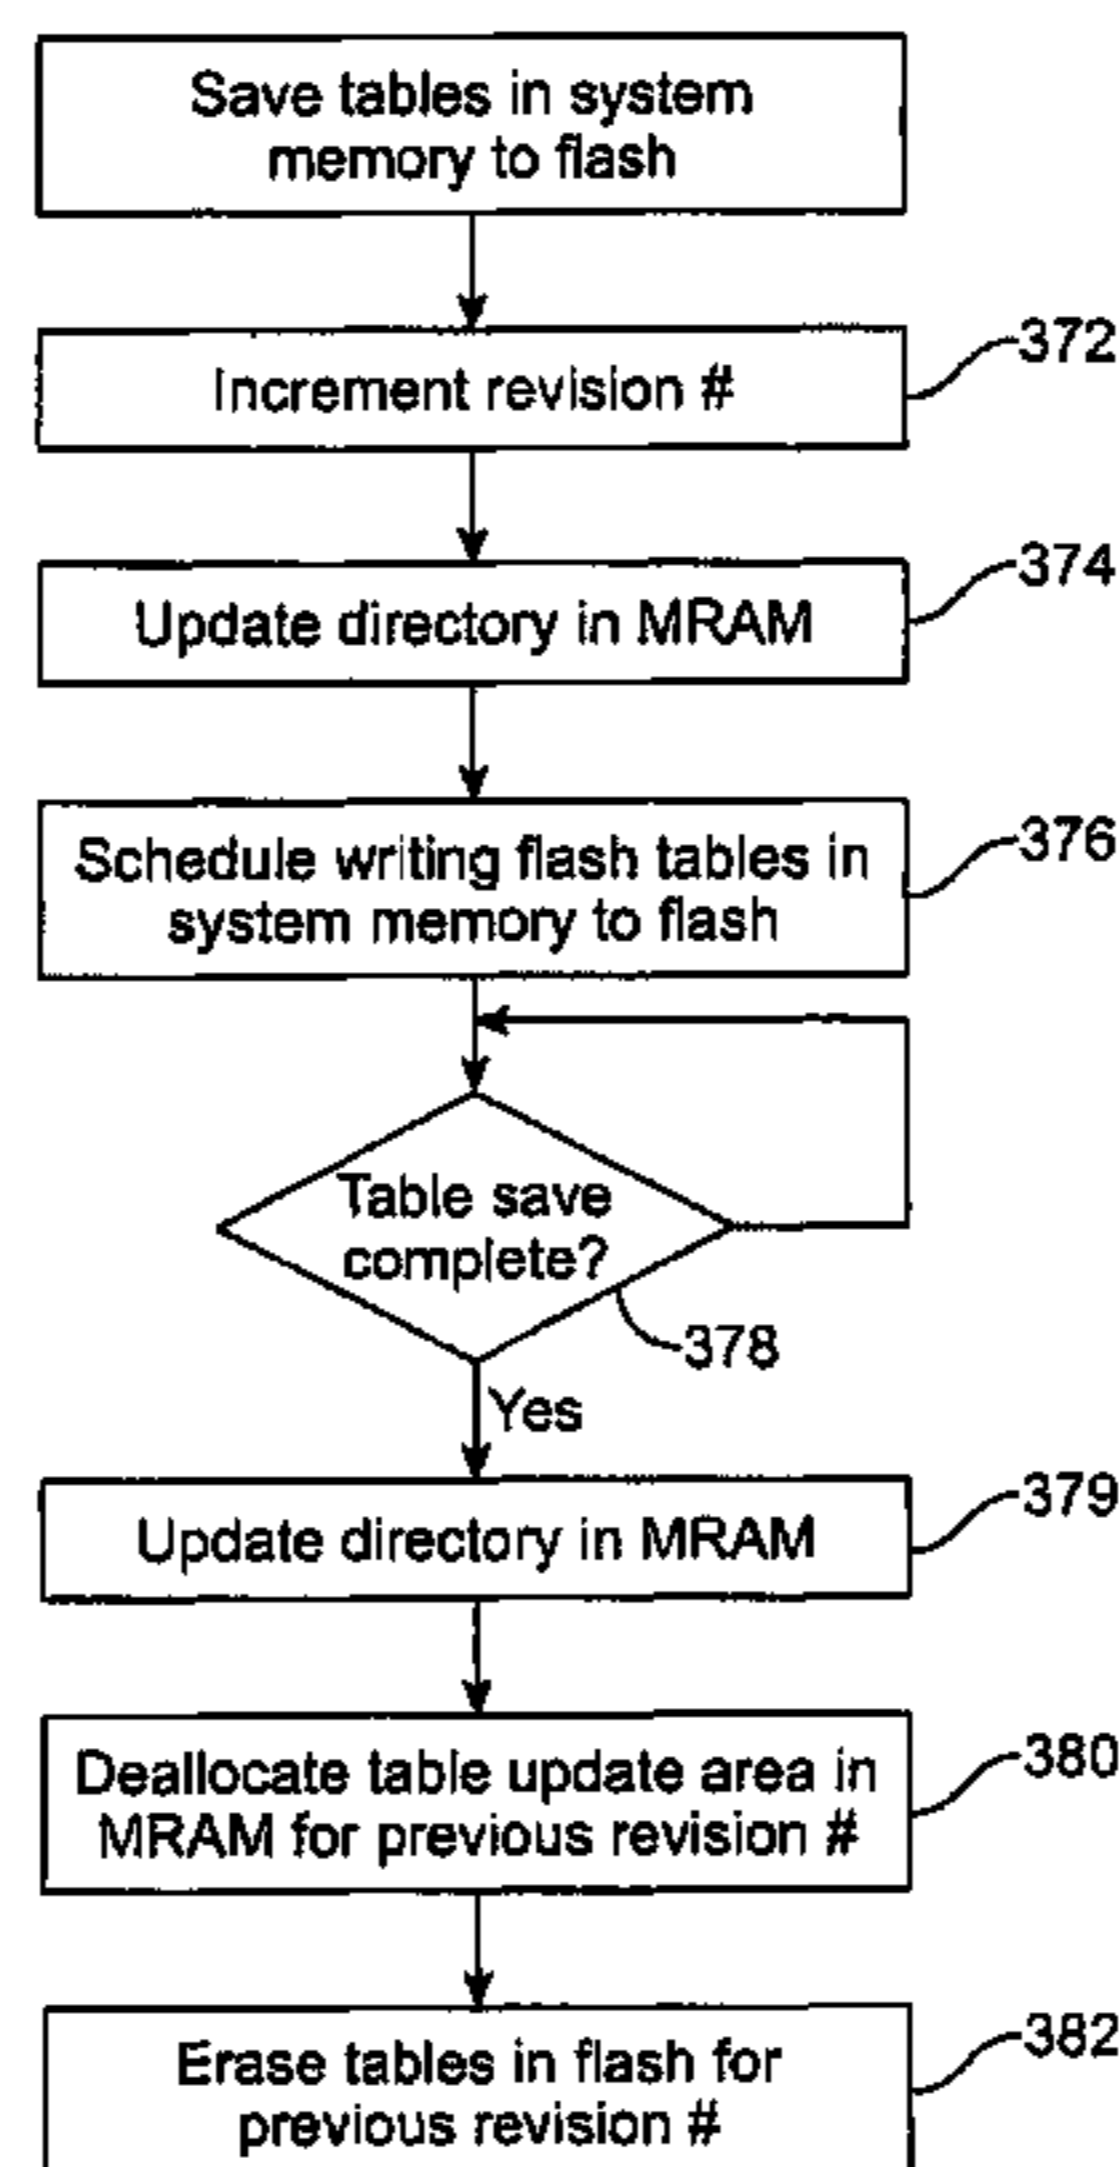 Save tables in system
memory to flash
Increment revision #
372
Update directory in MRAM
374
Schedule writing flash tables in
system memory to flash
376
Table save
complete?
378
Yes
Update directory in MRAM
379
Deallocate table update area in
MRAM for previous revision #
380
Erase tables in flash for
previous revision #
382